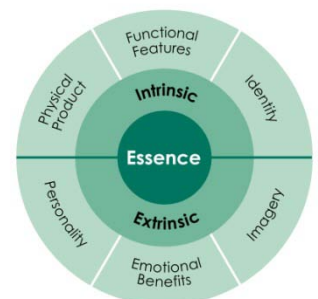 Functional
Features
Physical
Product
Identity
Intrinsic
Essence
Extrinsic
Personality
Imagery
Emotional
Benefits